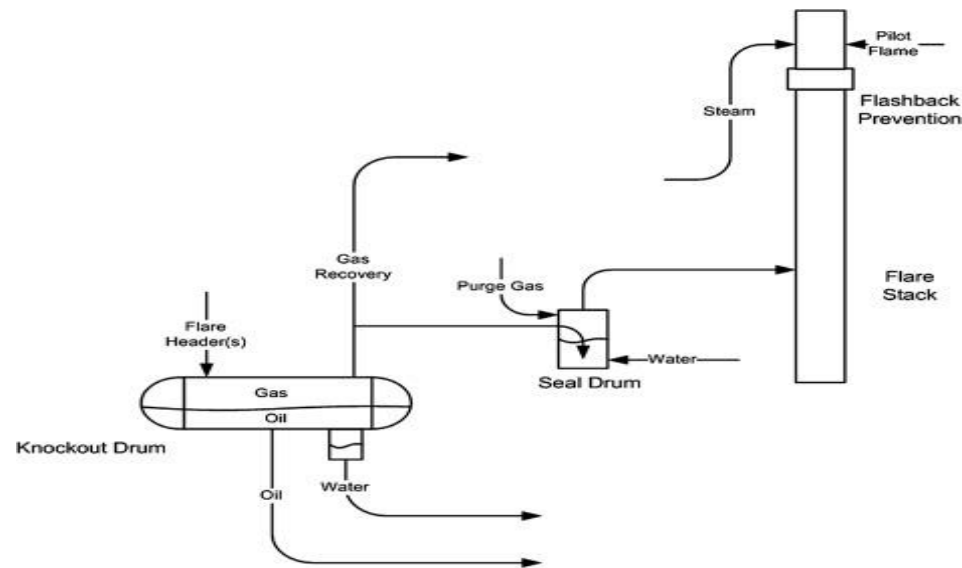 Pilot
Flame
Steam
Flashback
Prevention
Gas
Recovery
Purge Gas
Flare
Stack
Flare
Header(s)
Water
Seal Drum
Gas
Oil
Knockout Drum
Water
Oil